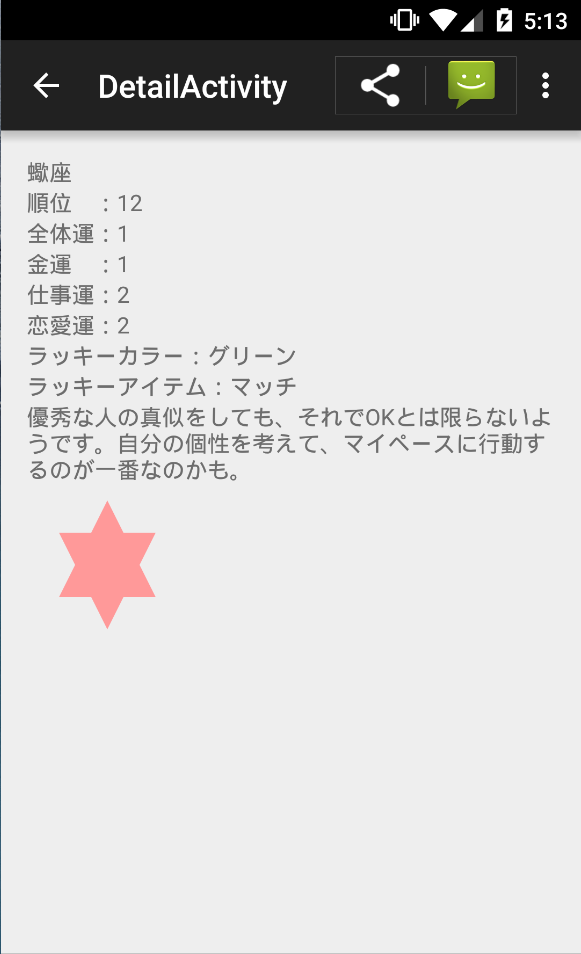 5:13
DetailActivity
蠍座
順位　：12
全体運：1
金運　：1
仕事運：2
恋愛運：2
ラッキーカラー：グリーン
ラッキーアイテム：マッチ
優秀な人の真似をしても、それでOKとは限らないよ
うです。自分の個性を考えて、マイペースに行動す
るのが一番なのかも。